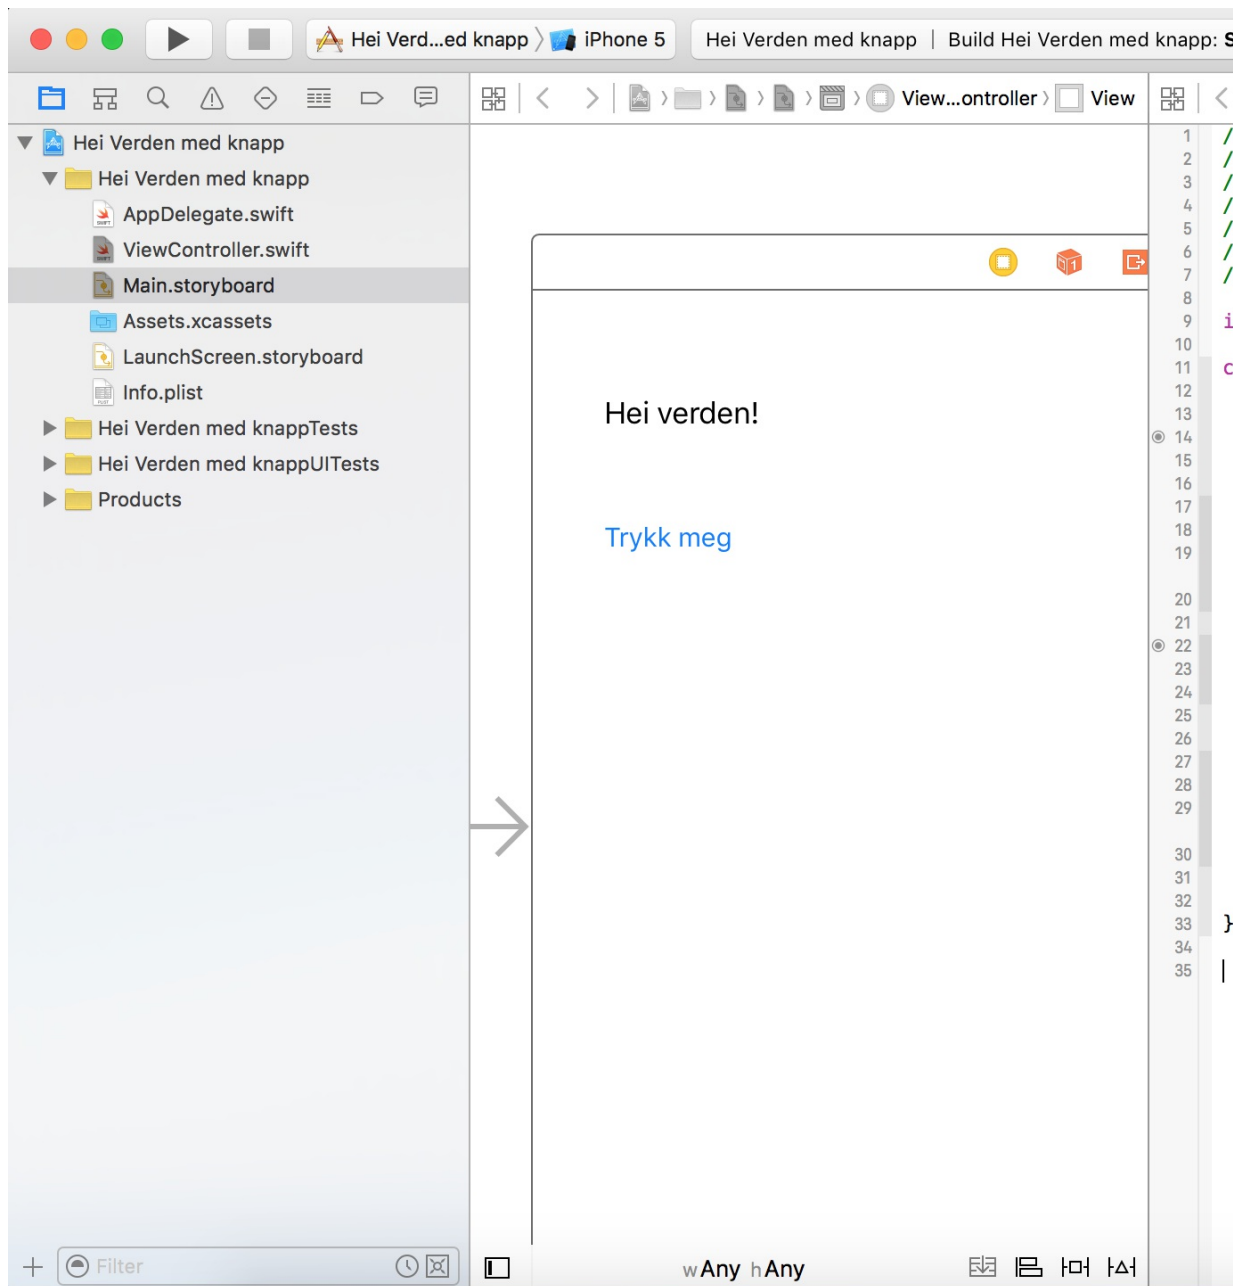 Hei Verd...ed knapp
iPhone 5
Hei Verden med knapp | Build Hei Verden med knapp: S
View...ontroller
View
Hei Verden med knapp
Hei Verden med knapp
AppDelegate.swift
ViewController.swift
Main.storyboard
Assets.xcassets
LaunchScreen.storyboard
Info.plist
Hei Verden med knappTests
Hei Verden med knappUITests
Products
Hei verden!
Trykk meg
1 /
2 /
3 /
4 /
5 /
6 /
7 /
8
9 i
10
11 c
12
13
14
15
16
17
18
19
20
21
22
23
24
25
26
27
28
29
30
31
32
33 }
34
35
Filter
wAny hAny